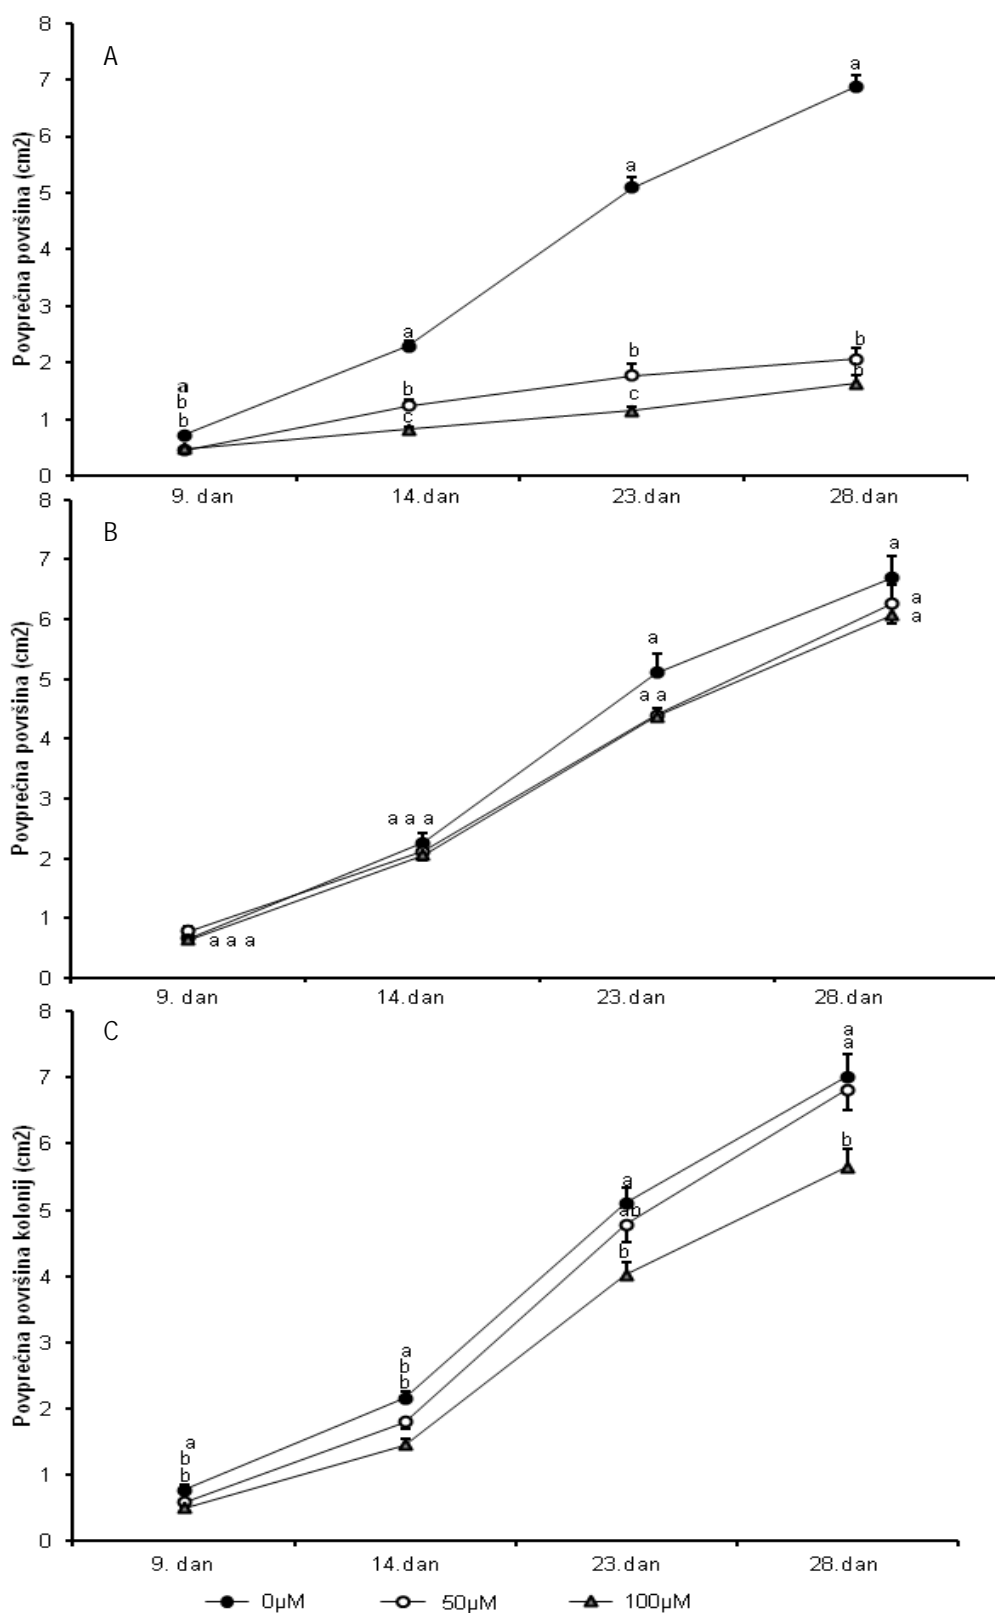 8
A
7
a
6
a
5
4
3
a
2
b
b
a
b
b
b
b
c
c
1
0
9. dan 14.dan 23.dan 28.dan
Povprečna površina (cm2)
8
B
7
a
6
a
a
a
5
a a
4
3
a a a
2
1
a a a
0
9. dan 14.dan 23.dan 28.dan
Povprečna površina (cm2)
8
C
a
a
7
6
b
5
a
ab
b
4
3
a
b
b
2
a
b
b
1
0
9. dan 14.dan 23.dan 28.dan
Povprečna površina kolonij (cm2)
0µM 50µM 100µM